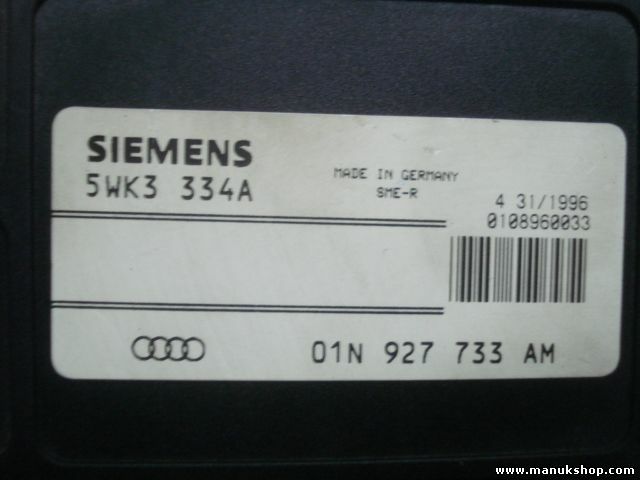 SIEMENS
5WK3 334A
MADE IN GERMANY
SME-R
4 31/1996
0108960033
01N 927 733 AM
www.manukshop.com